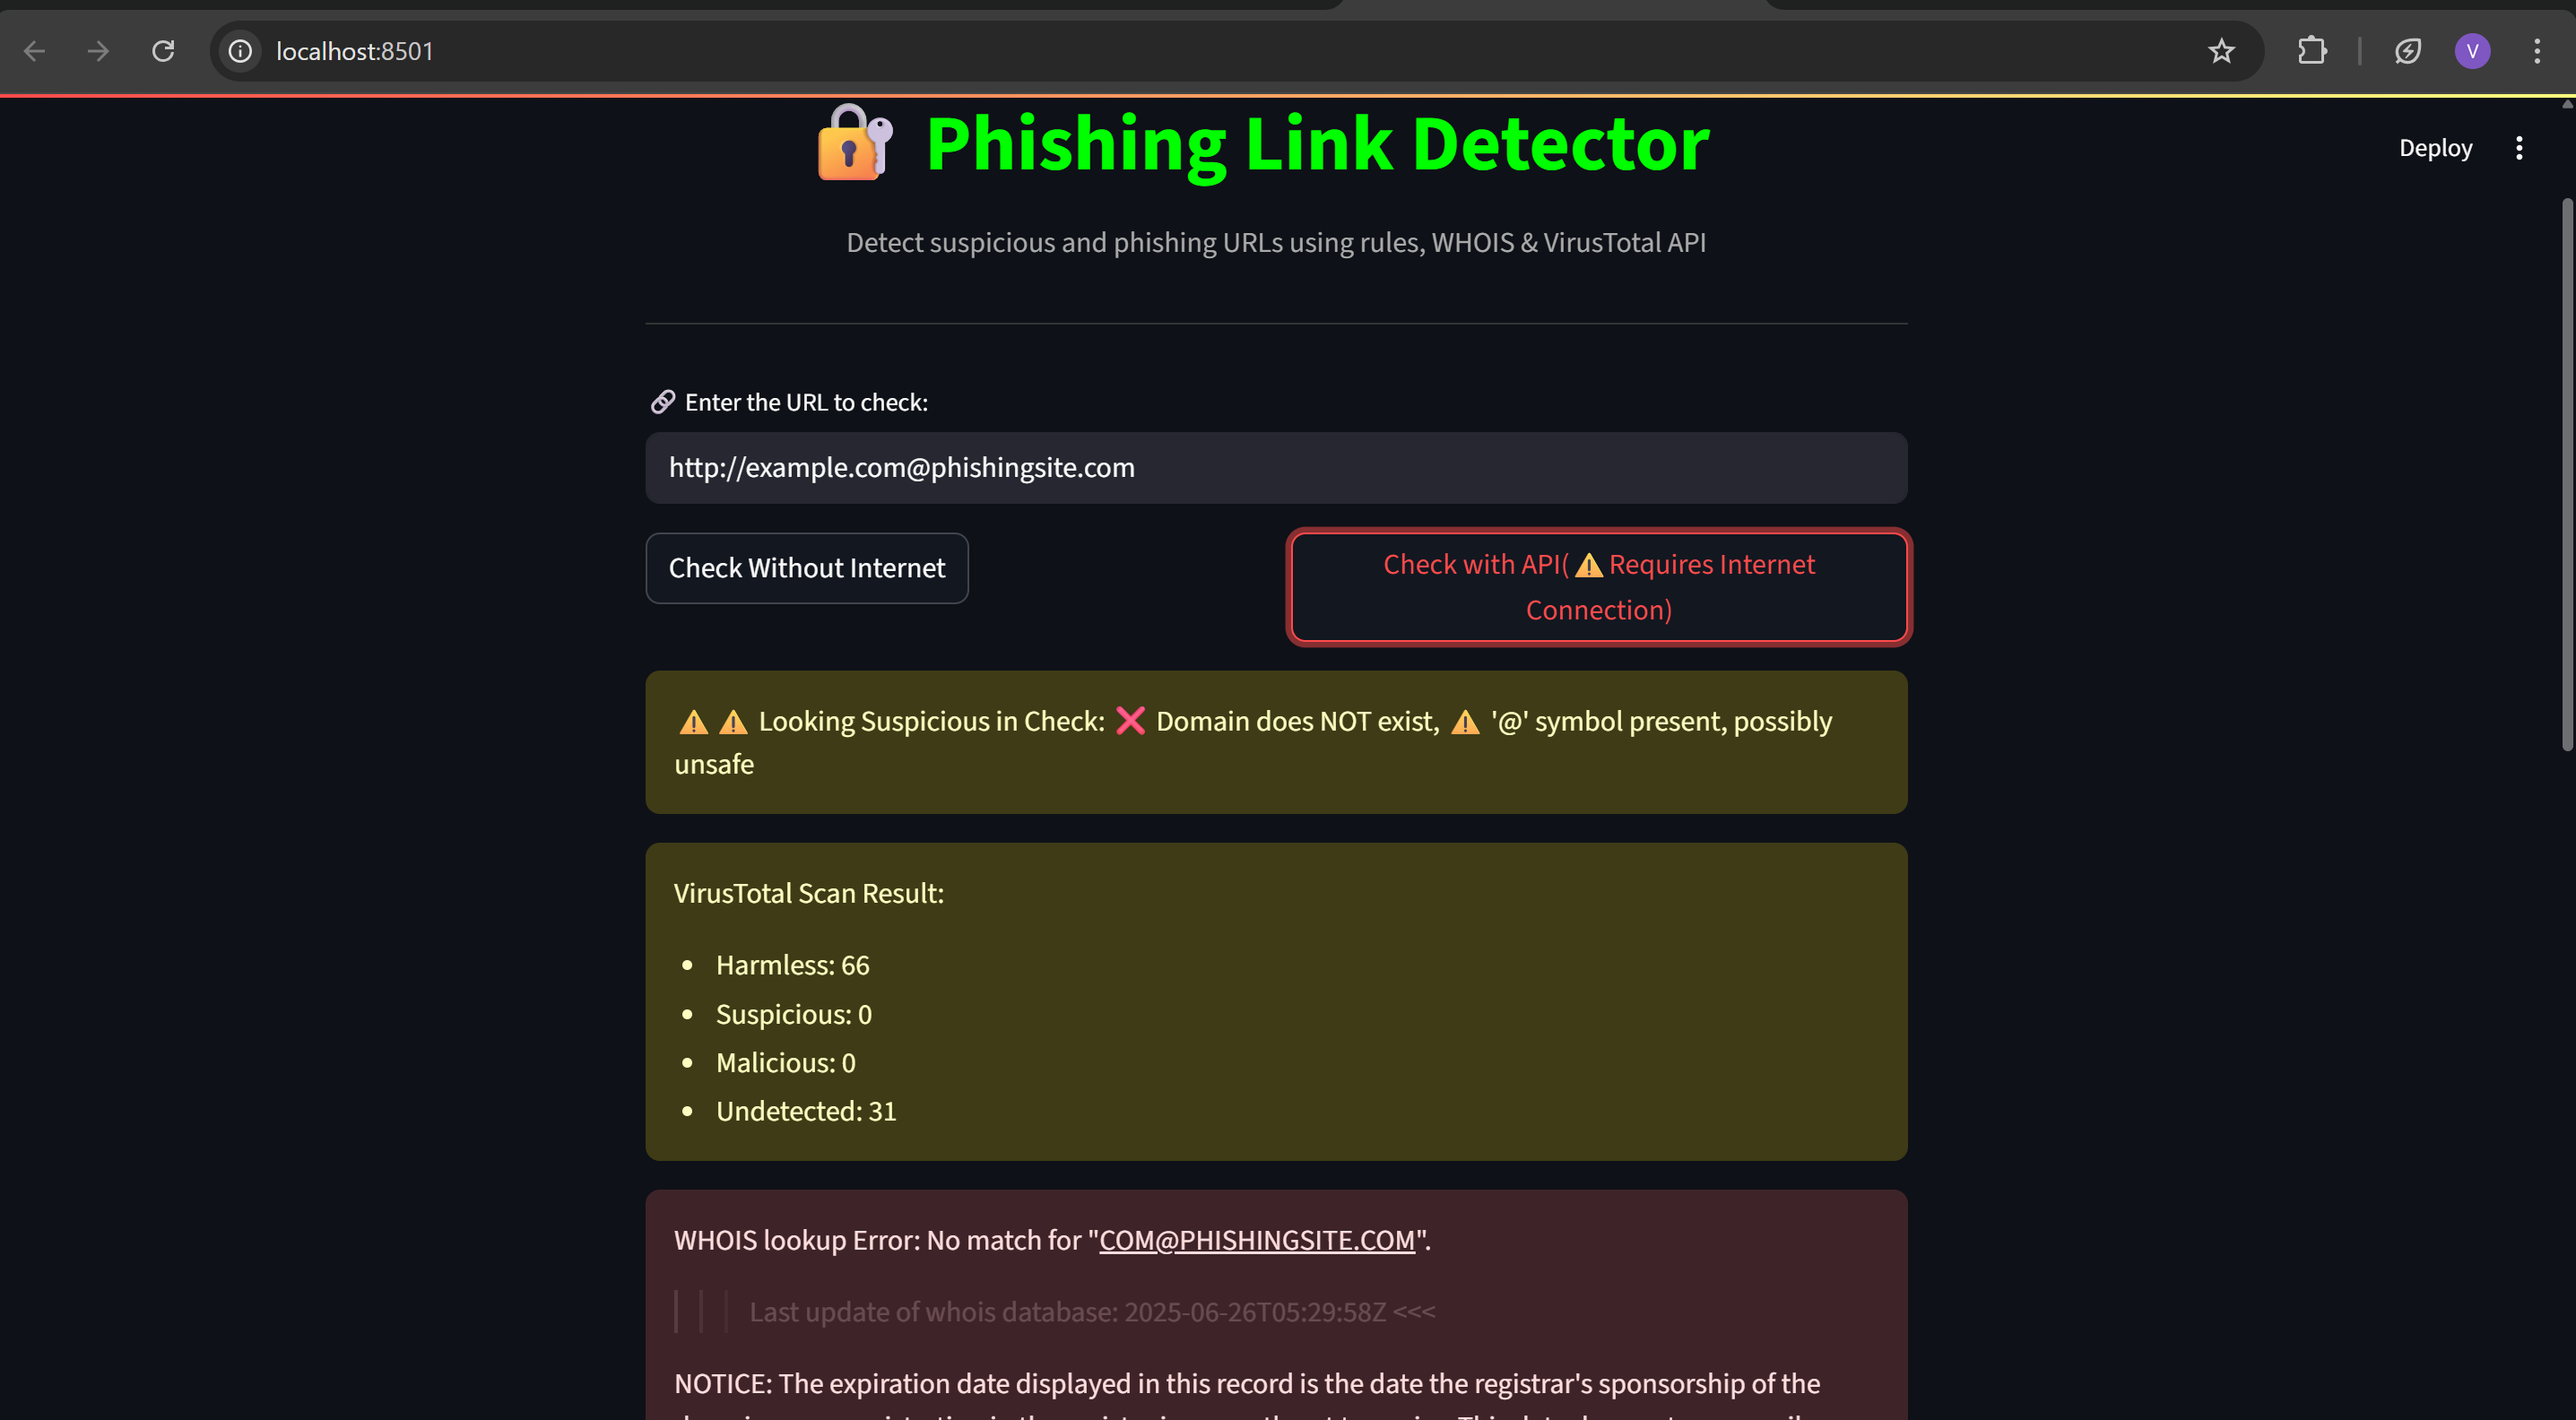 localhost:8501
V
🔐 Phishing Link Detector
Deploy
Detect suspicious and phishing URLs using rules, WHOIS & VirusTotal API
🔗 Enter the URL to check:
http://example.com@phishingsite.com
Check Without Internet
Check with API(⚠️ Requires Internet
Connection)
⚠️ ⚠️ Looking Suspicious in Check: ❌ Domain does NOT exist, ⚠️ '@' symbol present, possibly
unsafe
VirusTotal Scan Result:
• Harmless: 66
• Suspicious: 0
• Malicious: 0
• Undetected: 31
WHOIS lookup Error: No match for "COM@PHISHINGSITE.COM".
Last update of whois database: 2025-06-26T05:29:58Z <<<
NOTICE: The expiration date displayed in this record is the date the registrar's sponsorship of the